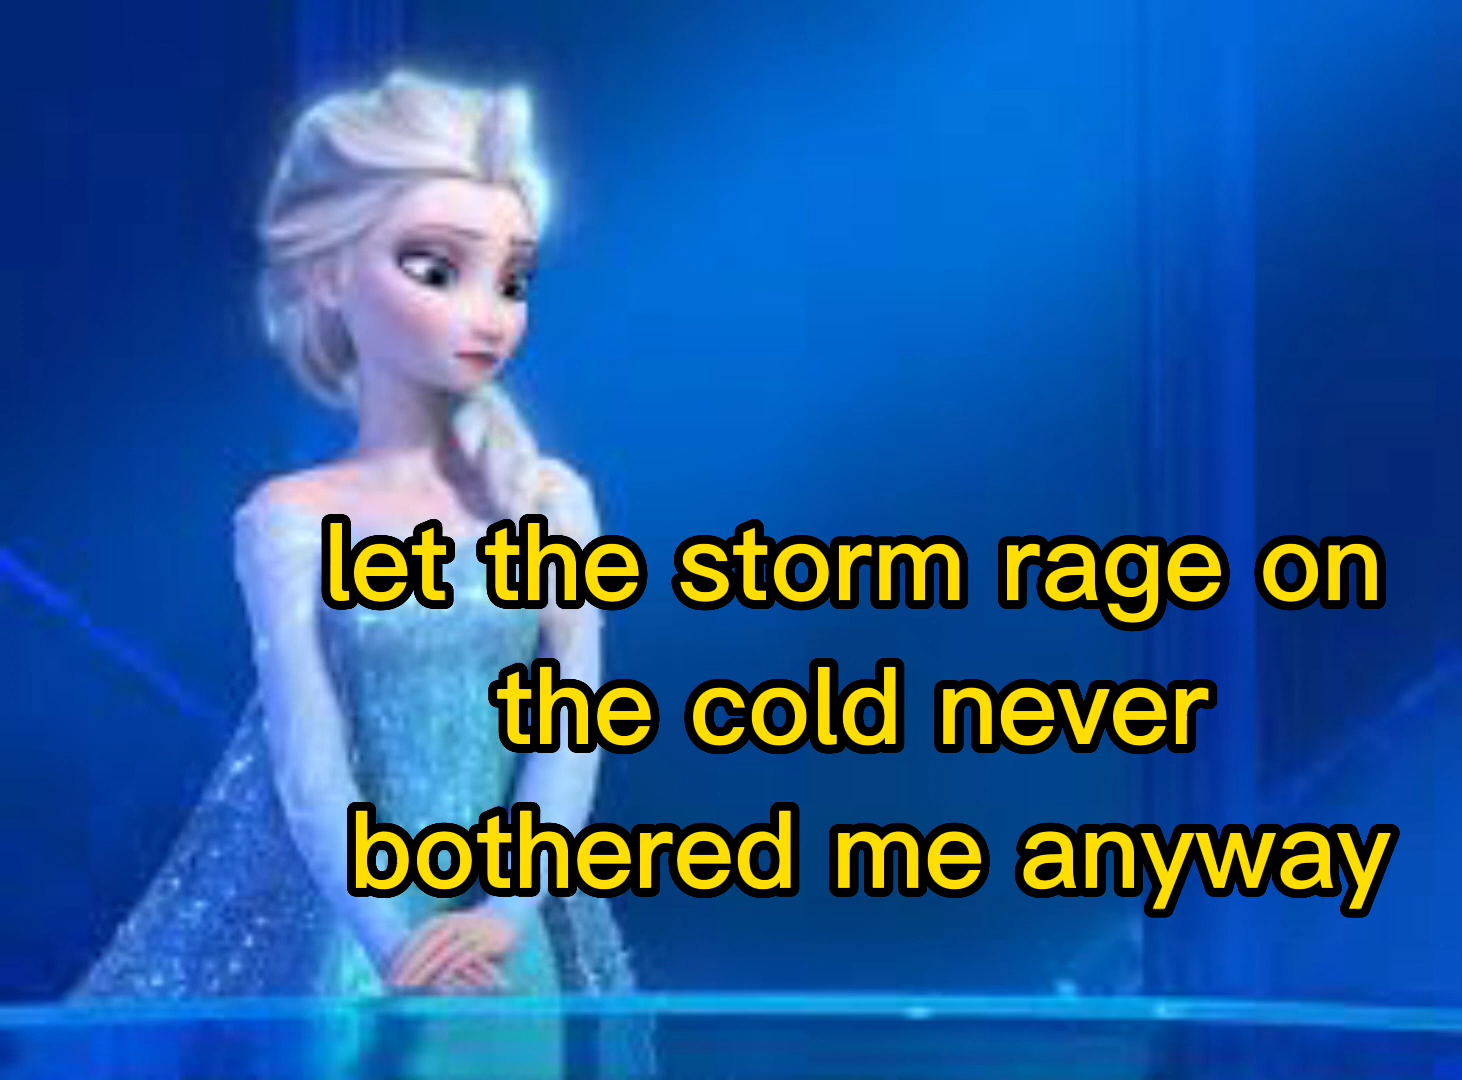 let the storm rage on
the cold never
bothered me anyway